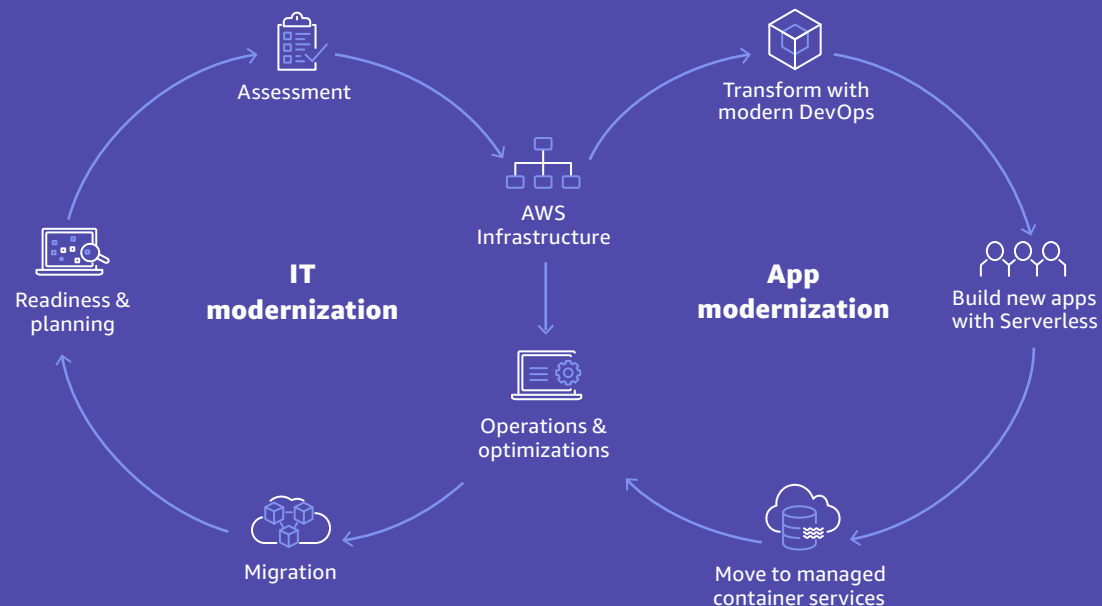 Assessment
Transform with
modern DevOps
AWS
Infrastructure
IT
modernization
App
modernization
Readiness &
planning
Build new apps
with Serverless
Operations &
optimizations
Migration
Move to managed
container services